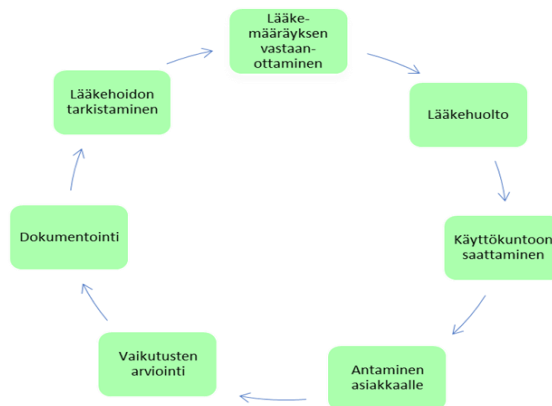 Lääke-
määräyksen
vastaan-
ottaminen
Lääkehuolto
Käyttökuntoon
saattaminen
Antaminen
asiakkaalle
Vaikutusten
arviointi
Dokumentointi
Lääkehoidon
tarkistaminen